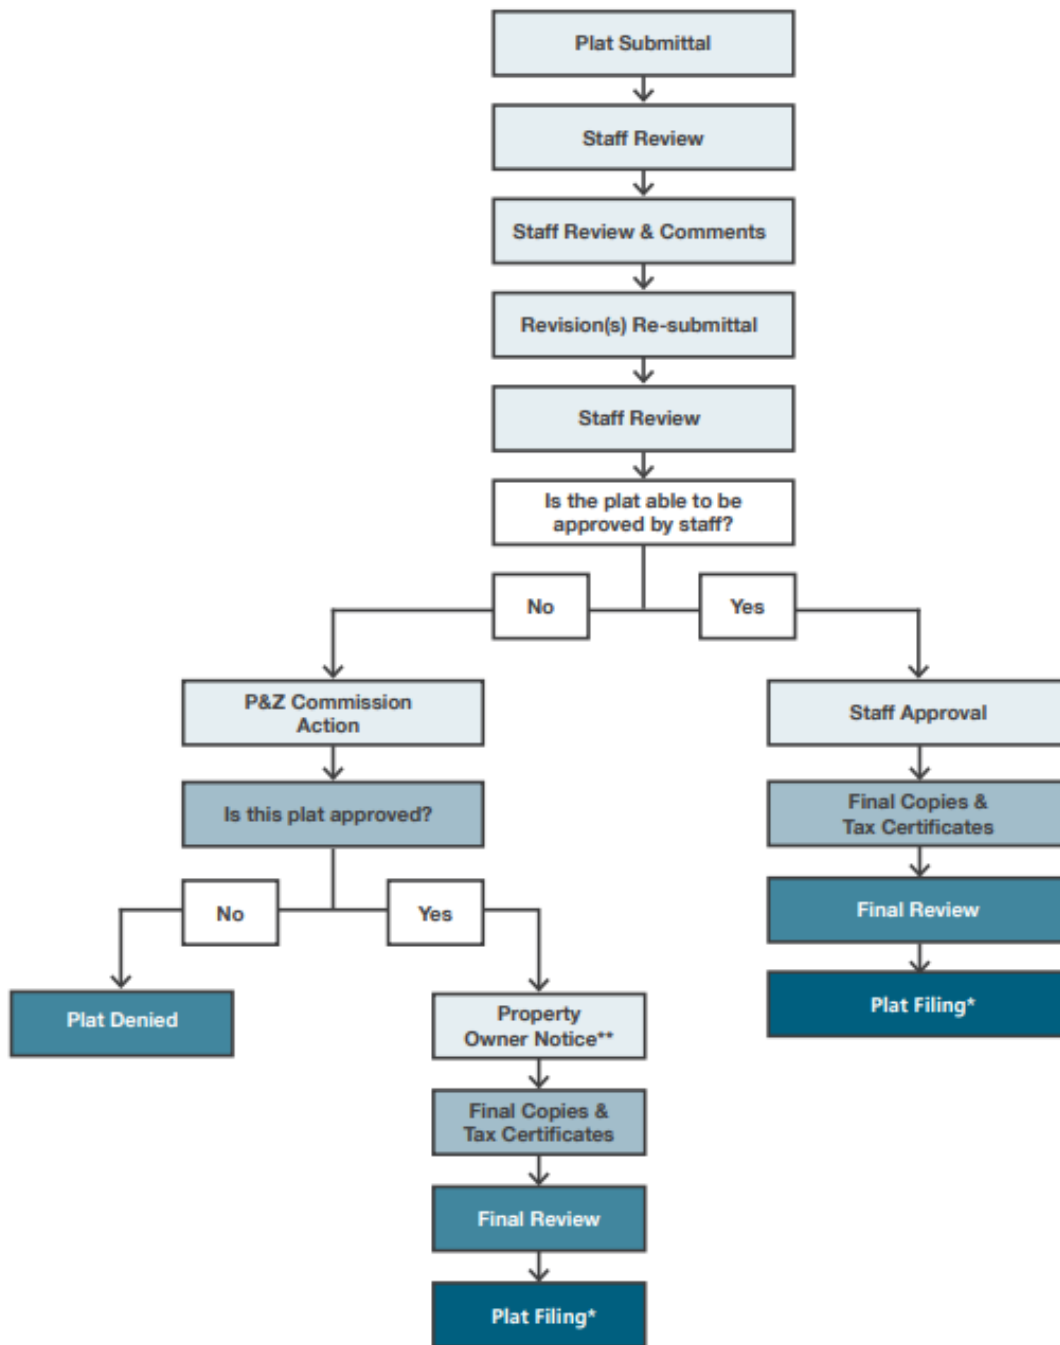 Plat Submittal
Staff Review
Staff Review & Comments
Revision(s) Re-submittal
Staff Review
Is the plat able to be
approved by staff?
No
Yes
P&Z Commission
Action
Is this plat approved?
No
Yes
Plat Denied
Property
Owner Notice**
Final Copies &
Tax Certificates
Final Review
Plat Filing*
Staff Approval
Final Copies &
Tax Certificates
Final Review
Plat Filing*